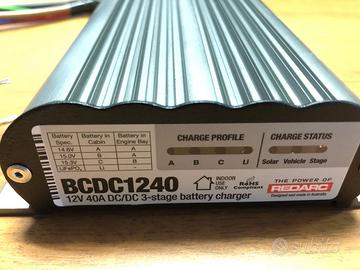 Battery Spec. Battery in Cabin Battery in Engine Bay
14.6V A A
15.0V B A
15.3V C B
LiFePO₄ Li
CHARGE PROFILE
A B C Li
CHARGE STATUS
Solar Vehicle Stage
BCDC1240
12V 40A DC/DC 3-stage battery charger
INDOOR USE ONLY
RoHS Compliant
THE POWER OF
REDARC
Designed and made in Australia
subito